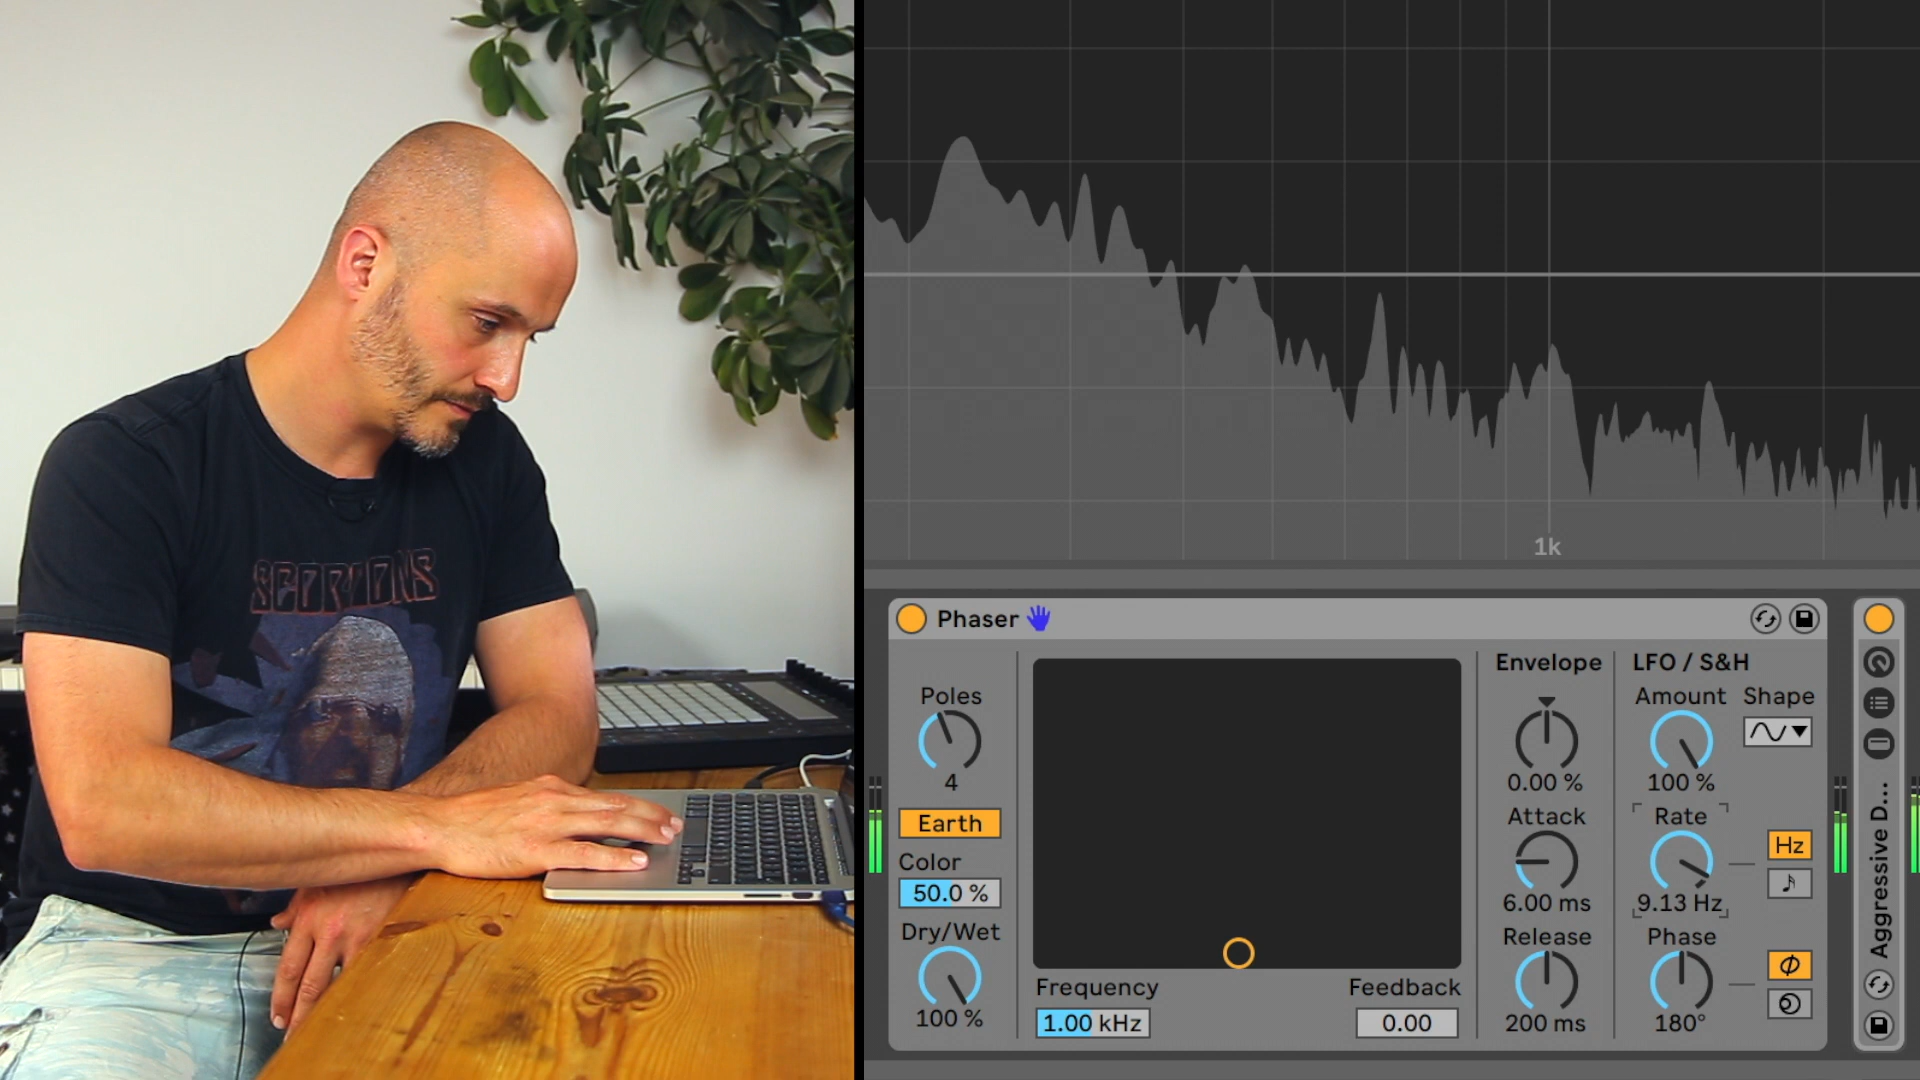 SCORPIONS
1k
Phaser
Poles
4
Earth
Color
50.0 %
Dry/Wet
100 %
Frequency
1.00 kHz
Feedback
0.00
Envelope
0.00 %
Attack
6.00 ms
Release
200 ms
LFO / S&H
Amount
100 %
Shape
Rate
9.13 Hz
Hz
Phase
180°
Aggressive D...